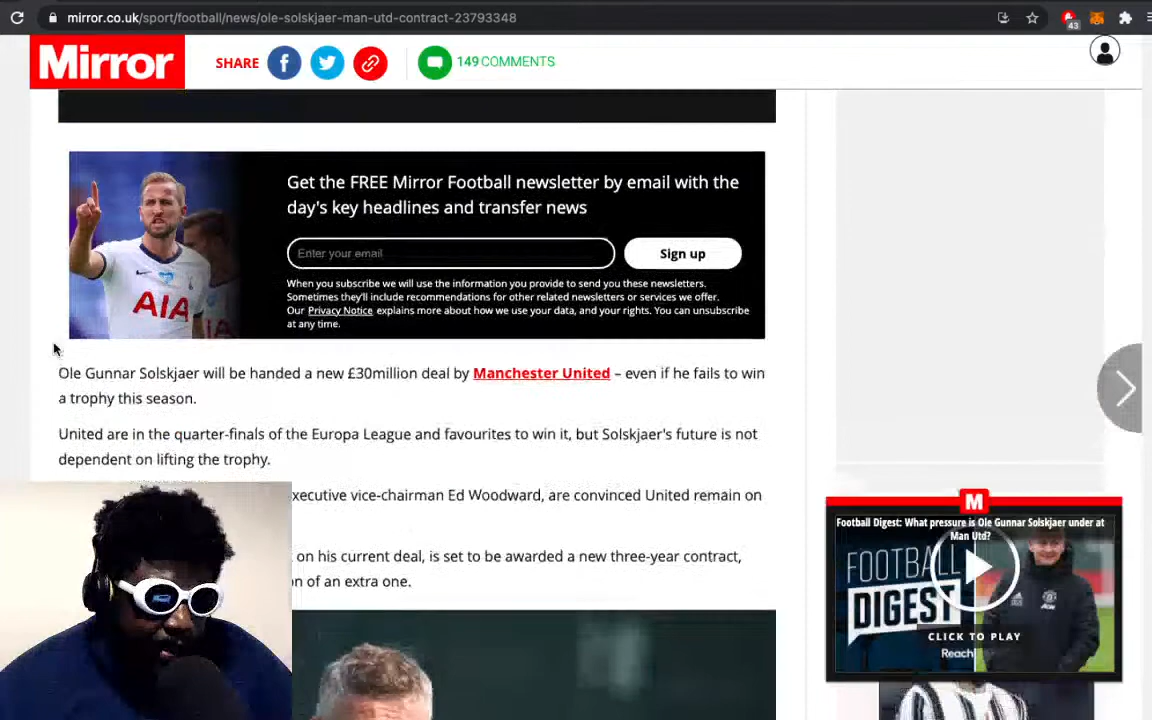 mirror.co.uk/sport/football/news/ole-solskjaer-man-utd-contract-23793348
43
Mirror
SHARE
149 COMMENTS
Get the FREE Mirror Football newsletter by email with the
day's key headlines and transfer news
Enter your email
Sign up
When you subscribe we will use the information you provide to send you these newsletters.
Sometimes they'll include recommendations for other related newsletters or services we offer.
Our Privacy Notice explains more about how we use your data, and your rights. You can unsubscribe
at any time.
AIA
Ole Gunnar Solskjaer will be handed a new £30million deal by Manchester United – even if he fails to win
a trophy this season.
United are in the quarter-finals of the Europa League and favourites to win it, but Solskjaer's future is not
dependent on lifting the trophy.
xecutive vice-chairman Ed Woodward, are convinced United remain on
on his current deal, is set to be awarded a new three-year contract,
n of an extra one.
M
Football Digest: What pressure is Ole Gunnar Solskjaer under at
Man Utd?
FOOTBALL
DIGEST
CLICK TO PLAY
Reach